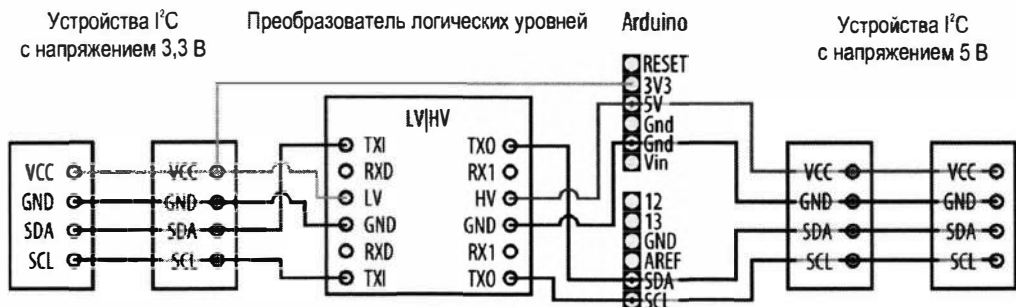 Устройства I²C
с напряжением 3,3 В
Преобразователь логических уровней
Arduino
Устройства I²C
с напряжением 5 В
VCC
GND
SDA
SCL
VCC
GND
SDA
SCL
LV|HV
TXI
RXD
LV
GND
RXD
TXI
TXO
RX1
HV
GND
RX1
TXO
RESET
3V3
5V
Gnd
Gnd
Vin
12
13
GND
AREF
SDA
SCL
VCC
GND
SDA
SCL
VCC
GND
SDA
SCL